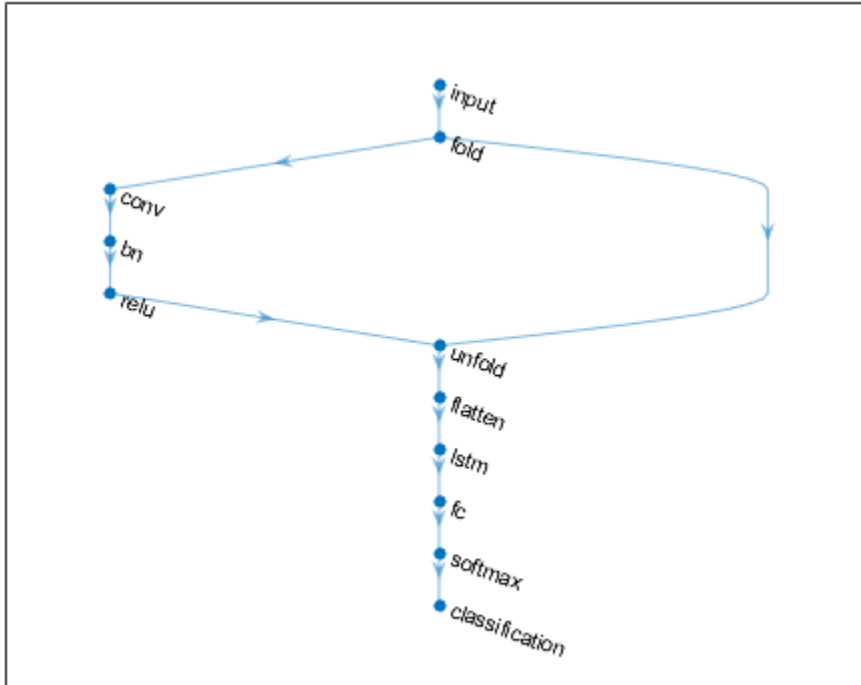 input
fold
conv
bn
relu
unfold
flatten
lstm
fc
softmax
classification